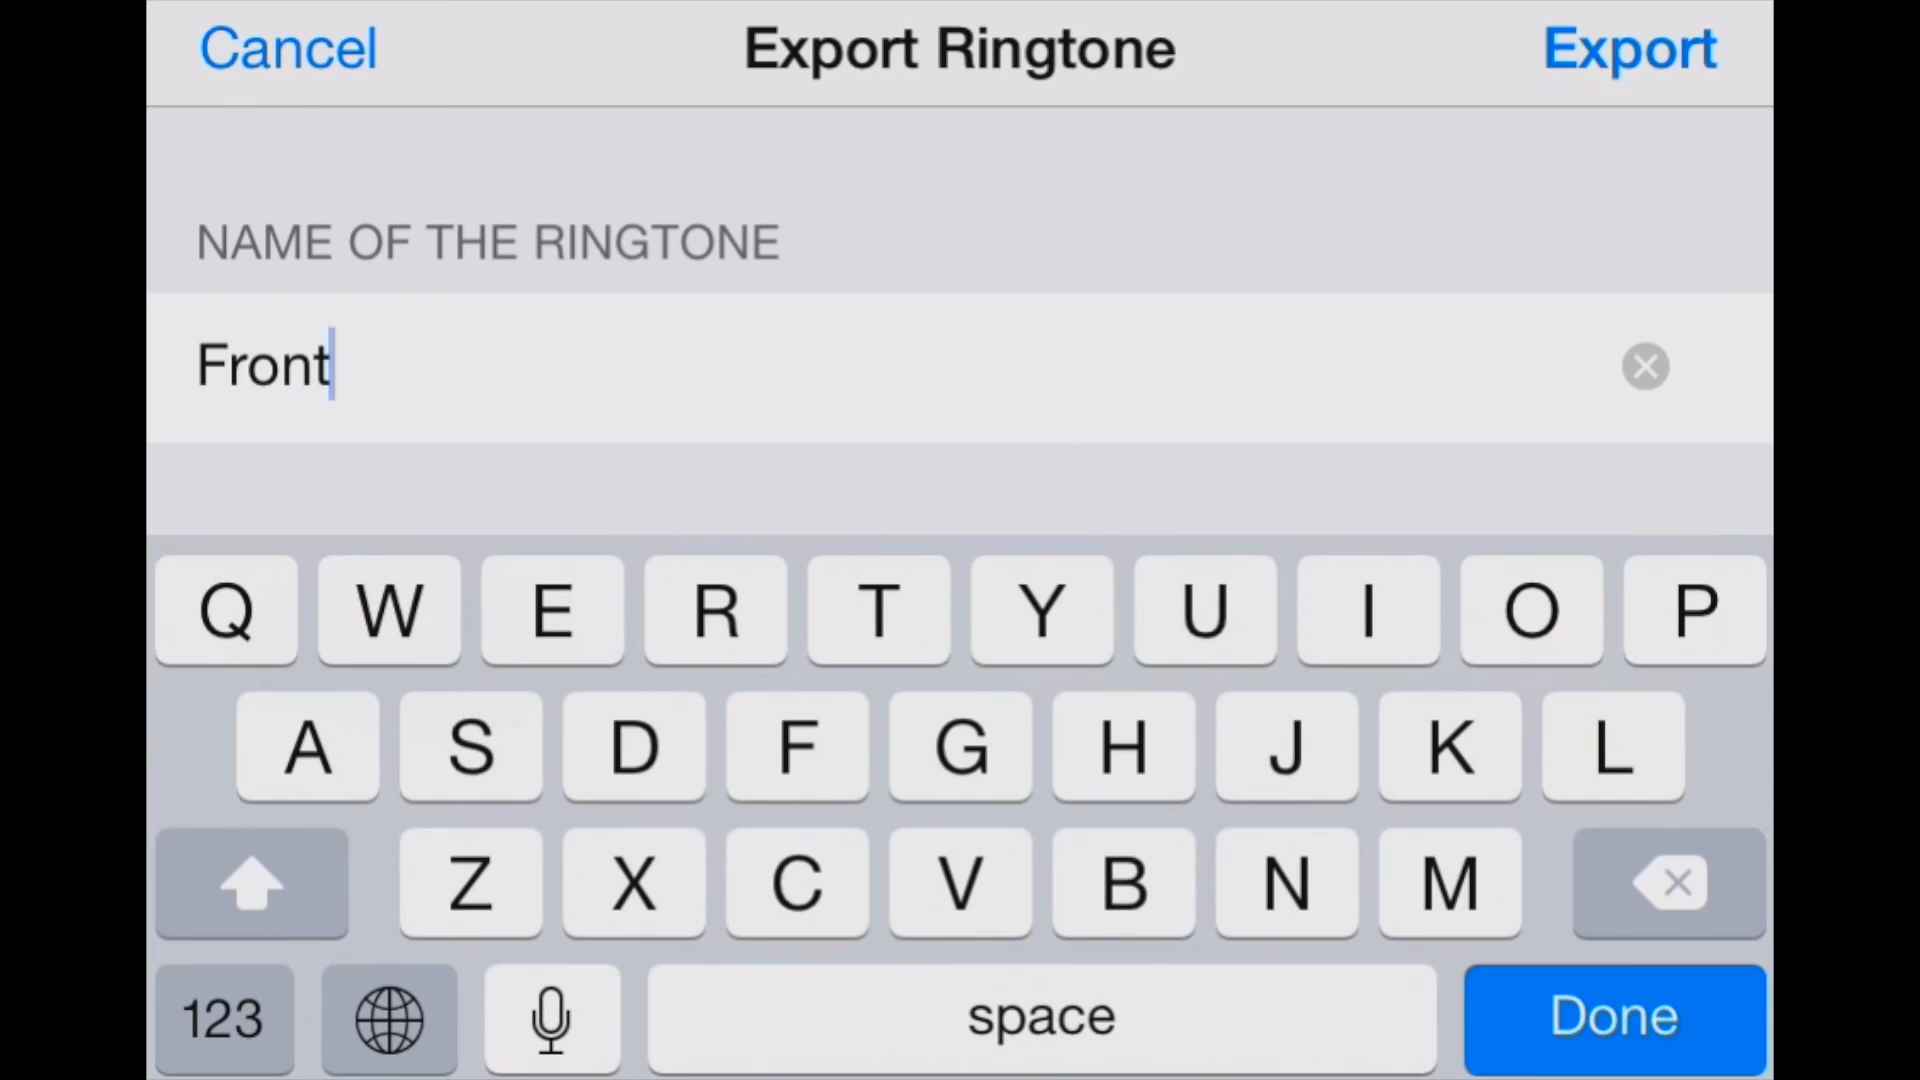 Cancel Export Ringtone Export
NAME OF THE RINGTONE
Front
Q W E R T Y U I O P
A S D F G H J K L
Z X C V B N M
123 space Done